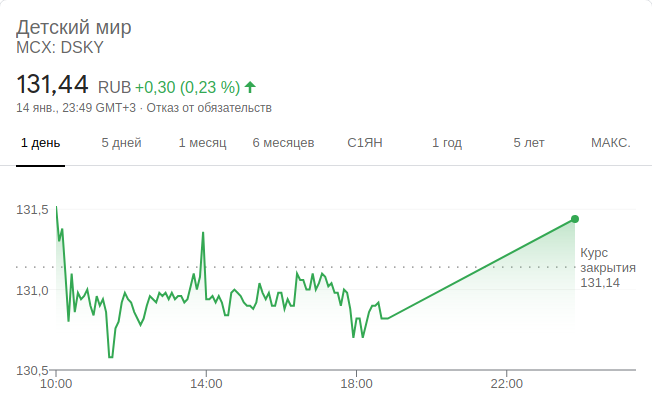 Детский мир
MCX: DSKY
131,44 RUB +0,30 (0,23 %)
14 янв., 23:49 GMT+3 · Отказ от обязательств
1 день 5 дней 1 месяц 6 месяцев С1ЯН 1 год 5 лет МАКС.
131,5
Курс
закрытия
131,14
131,0
130,5
10:00 14:00 18:00 22:00